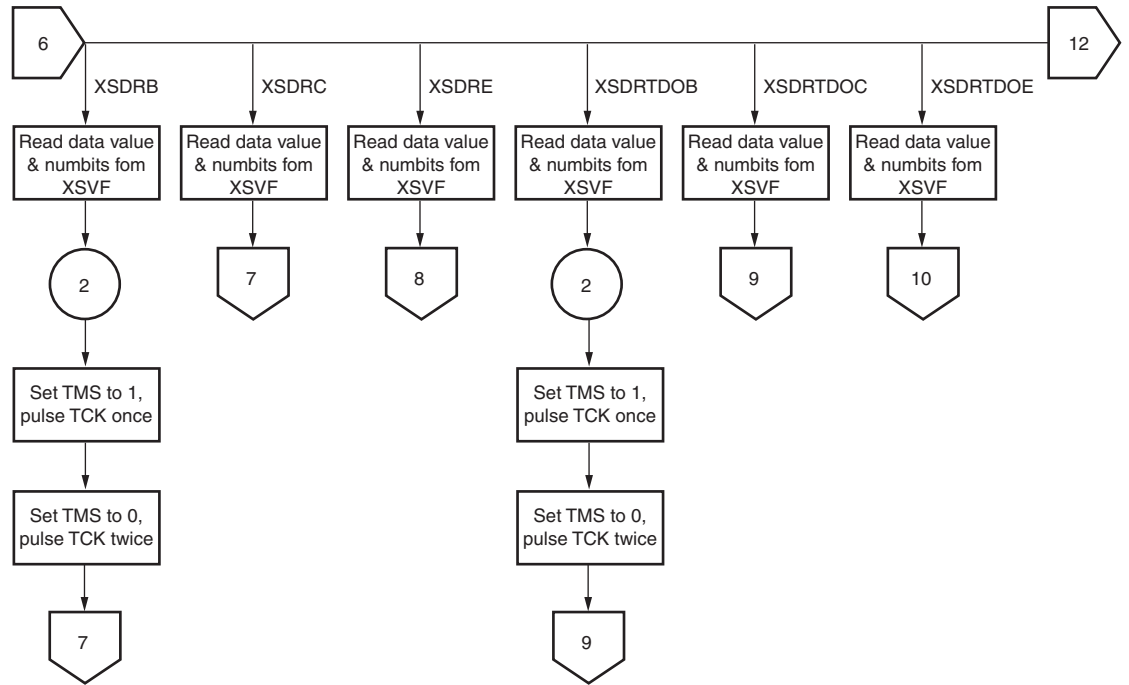 6
12
XSDRB
XSDRC
XSDRE
XSDRTDOB
XSDRTDOC
XSDRTDOE
Read data value
& numbits fom
XSVF
Read data value
& numbits fom
XSVF
Read data value
& numbits fom
XSVF
Read data value
& numbits fom
XSVF
Read data value
& numbits fom
XSVF
Read data value
& numbits fom
XSVF
2
7
8
2
9
10
Set TMS to 1,
pulse TCK once
Set TMS to 1,
pulse TCK once
Set TMS to 0,
pulse TCK twice
Set TMS to 0,
pulse TCK twice
7
9